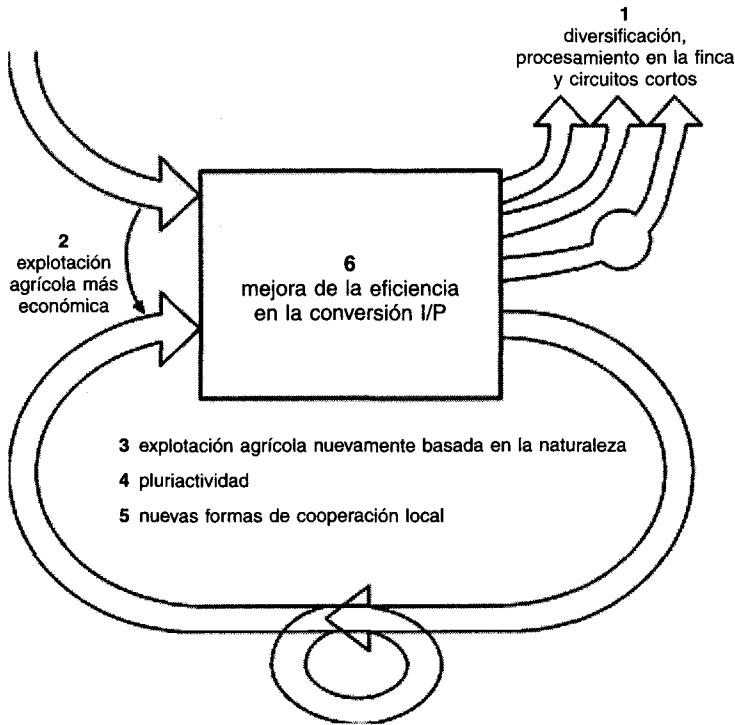 1
diversificación,
procesamiento en la finca
y circuitos cortos
2
explotación
agrícola más
económica
6
mejora de la eficiencia
en la conversión I/P
3 explotación agrícola nuevamente basada en la naturaleza
4 pluriactividad
5 nuevas formas de cooperación local